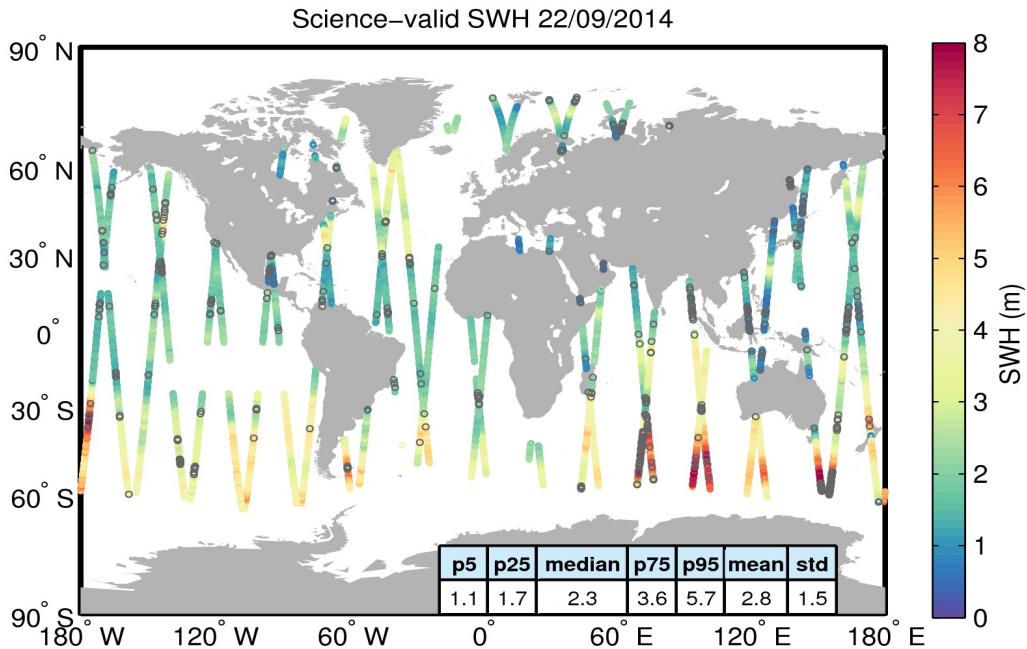 Science−valid SWH 22/09/2014
90° N
60° N
30° N
0°
30° S
60° S
90° S
180° W
120° W
60° W
0°
60° E
120° E
180° E
p5 p25 median p75 p95 mean std
1.1 1.7 2.3 3.6 5.7 2.8 1.5
8
7
6
5
4
3
2
1
0
SWH (m)